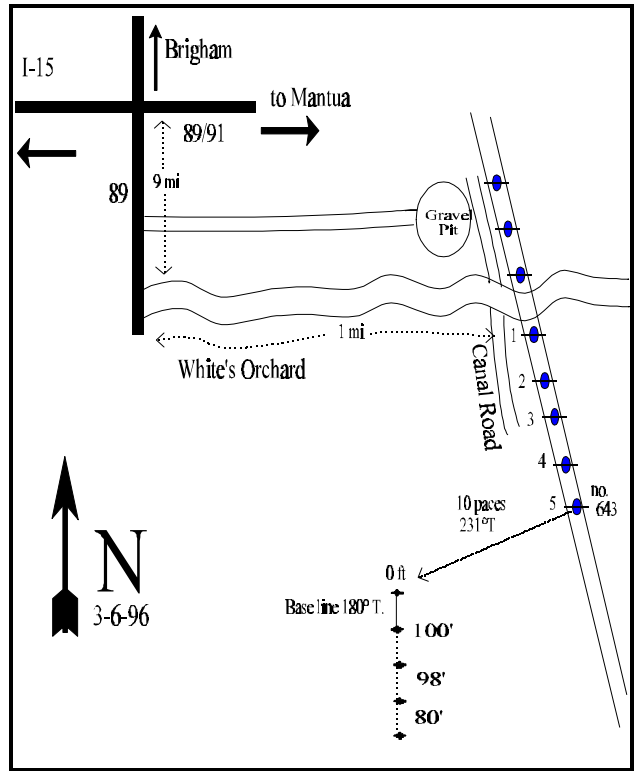 Brigham
I-15
to Mantua
89/91
89
9 mi
Gravel
Pit
1 mi
1
White's Orchard
Canal Road
2
3
4
5
no.
643
10 paces
231°T
0 ft
Base line 180° T.
100'
98'
80'
N
3-6-96